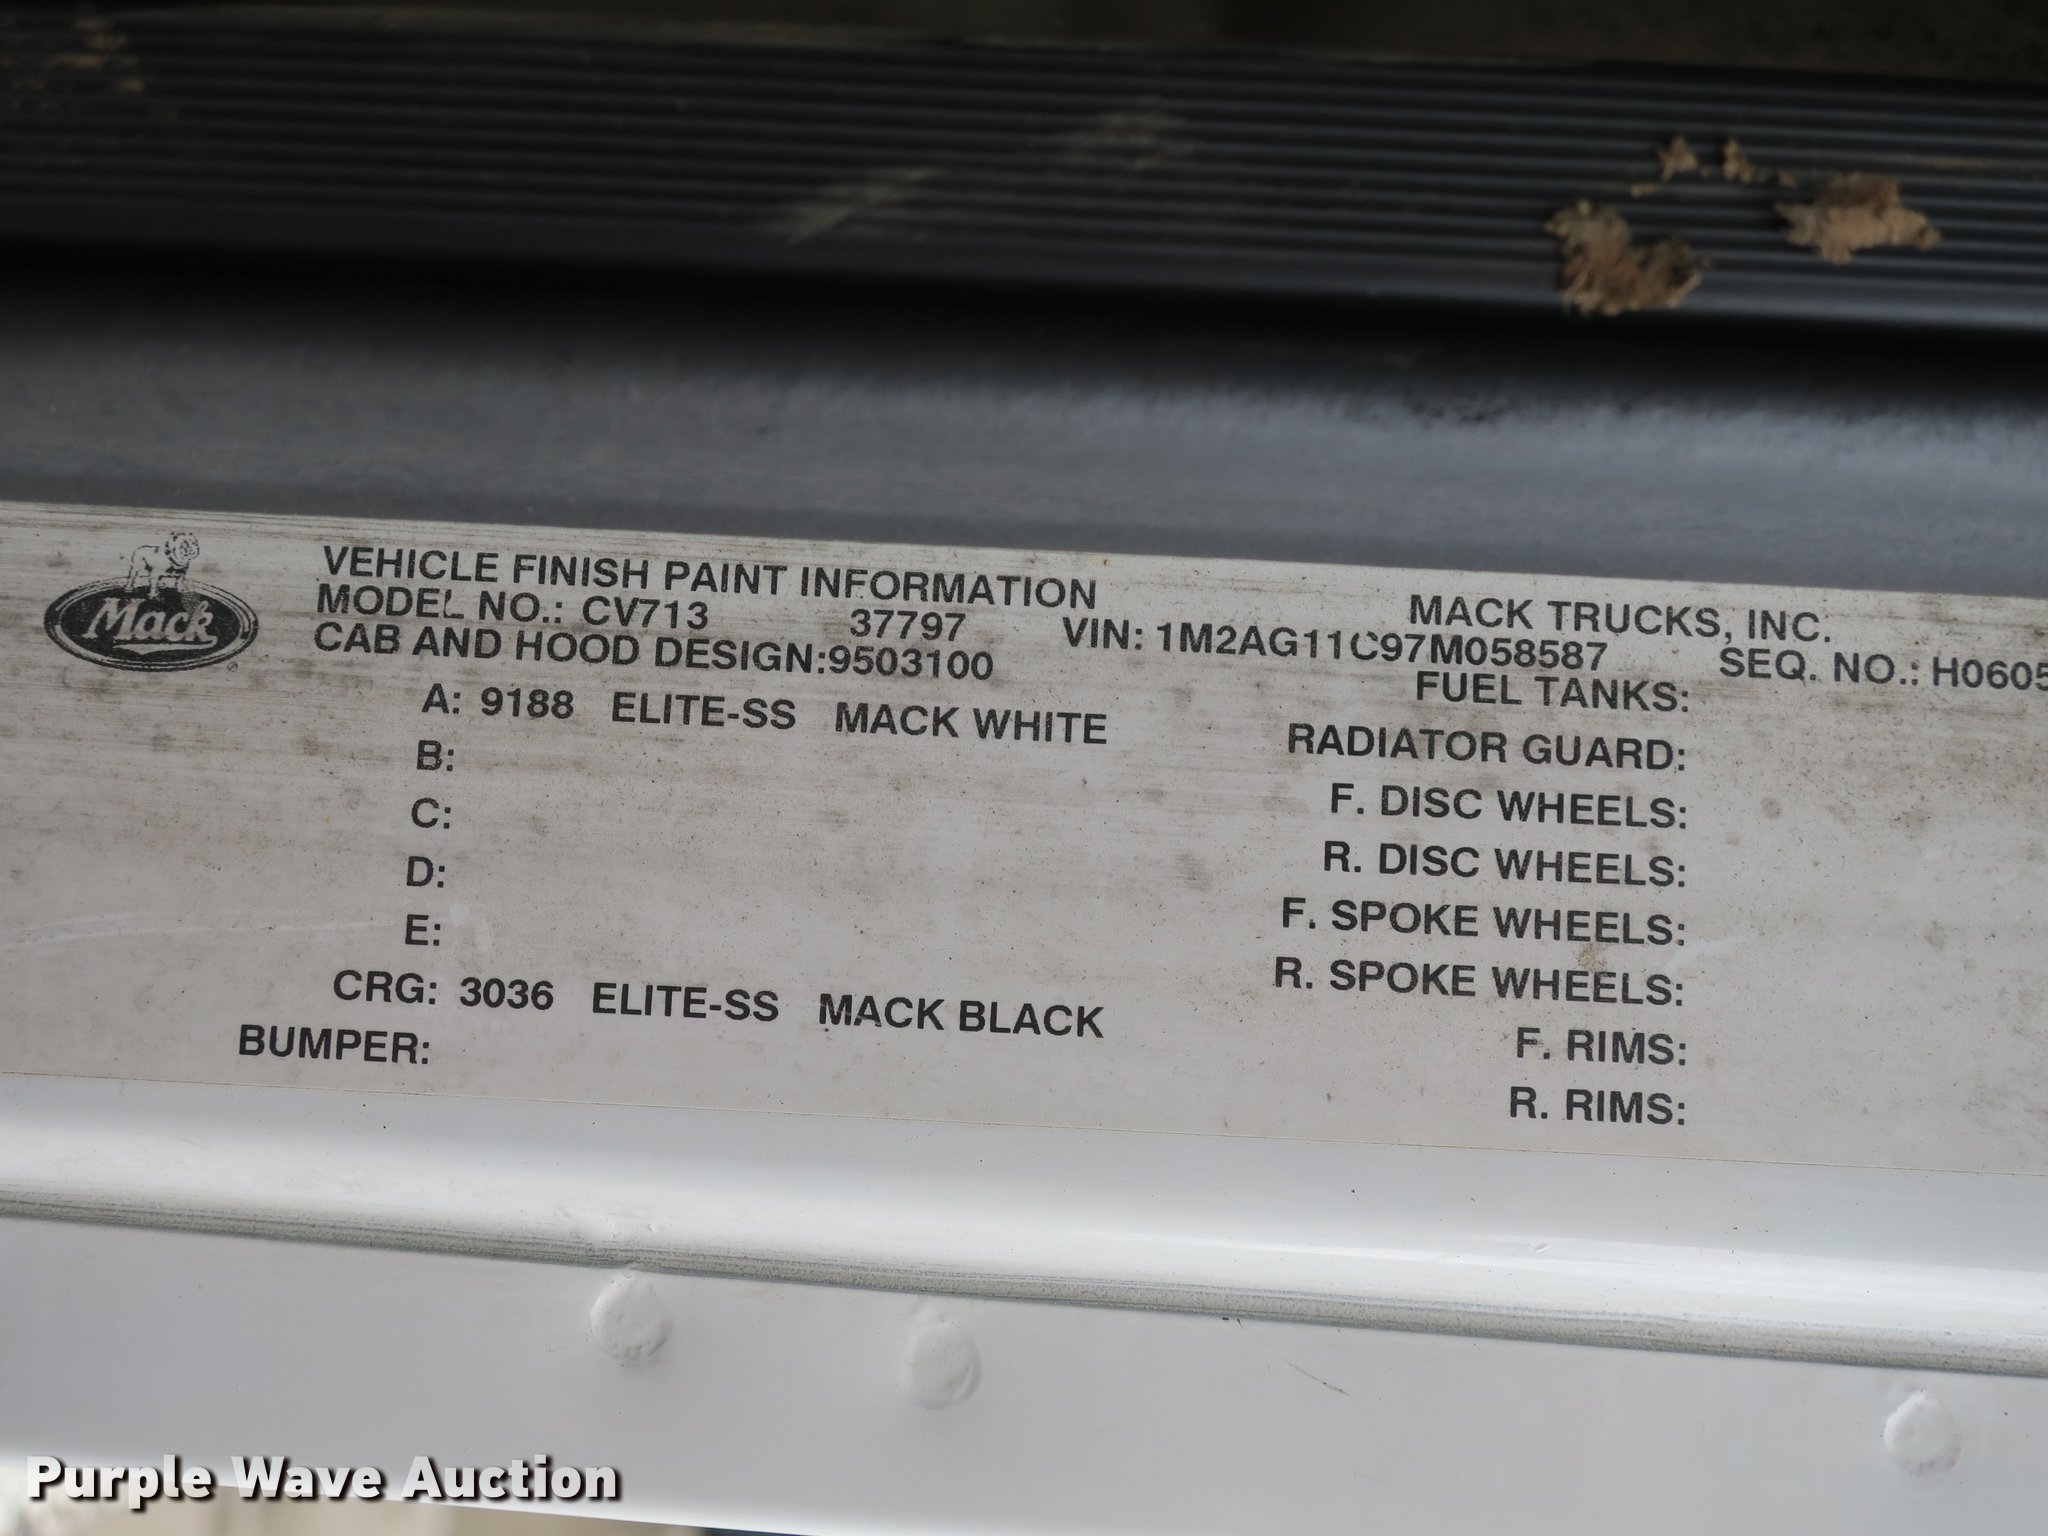 Mack
VEHICLE FINISH PAINT INFORMATION MACK TRUCKS, INC.
MODEL NO.: CV713 37797 VIN: 1M2AG11C97M058587 SEQ. NO.: H0605
CAB AND HOOD DESIGN:9503100 FUEL TANKS:
A: 9188 ELITE-SS MACK WHITE RADIATOR GUARD:
B: F. DISC WHEELS:
C: R. DISC WHEELS:
D: F. SPOKE WHEELS:
E: R. SPOKE WHEELS:
CRG: 3036 ELITE-SS MACK BLACK F. RIMS:
BUMPER: R. RIMS:
Purple Wave Auction